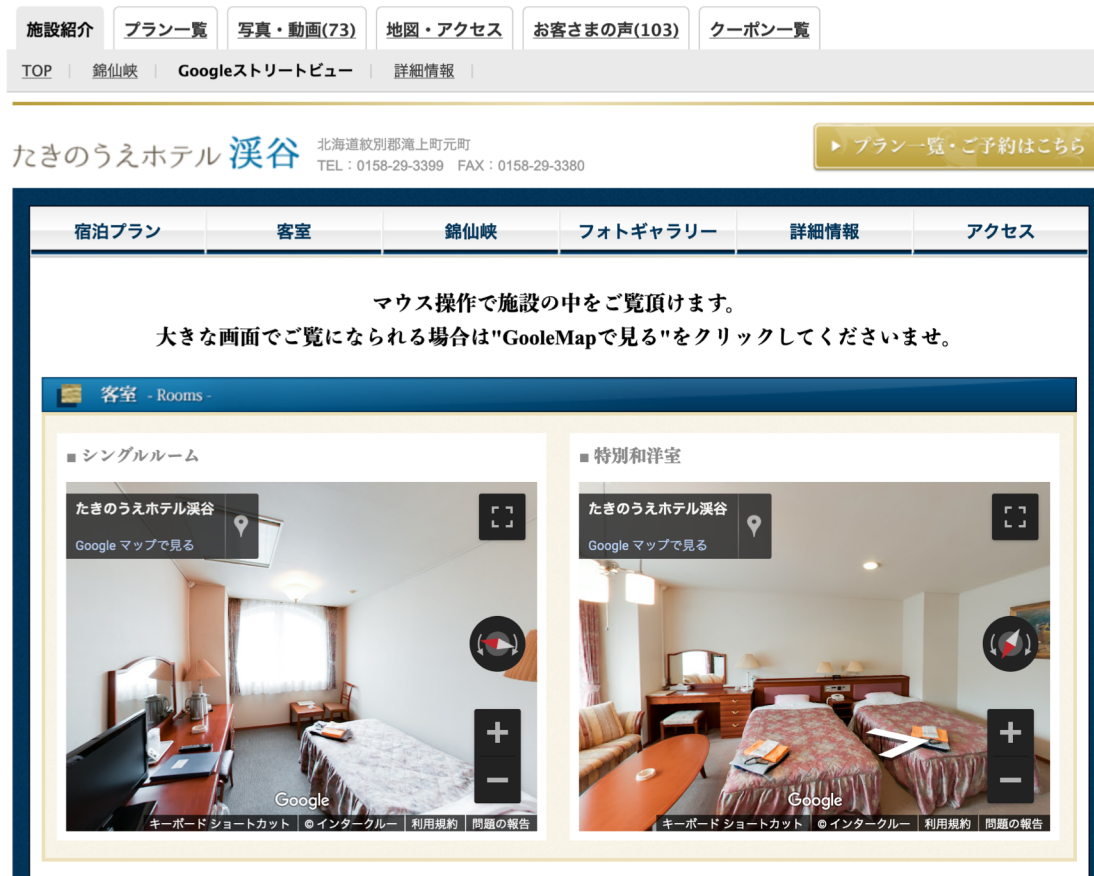 施設紹介 プラン一覧 写真・動画(73) 地図・アクセス お客さまの声(103) クーポン一覧
TOP 錦仙峡 Googleストリートビュー 詳細情報
たきのうえホテル 渓谷
北海道紋別郡滝上町元町
TEL：0158-29-3399 FAX：0158-29-3380
プラン一覧・ご予約はこちら
宿泊プラン 客室 錦仙峡 フォトギャラリー 詳細情報 アクセス
マウス操作で施設の中をご覧頂けます。
大きな画面でご覧になられる場合は"GooleMapで見る"をクリックしてくださいませ。
客室 - Rooms -
■ シングルルーム
たきのうえホテル渓谷
Google マップで見る
Google
キーボード ショートカット © インタークルー 利用規約 問題の報告
■ 特別和洋室
たきのうえホテル渓谷
Google マップで見る
Google
キーボード ショートカット © インタークルー 利用規約 問題の報告